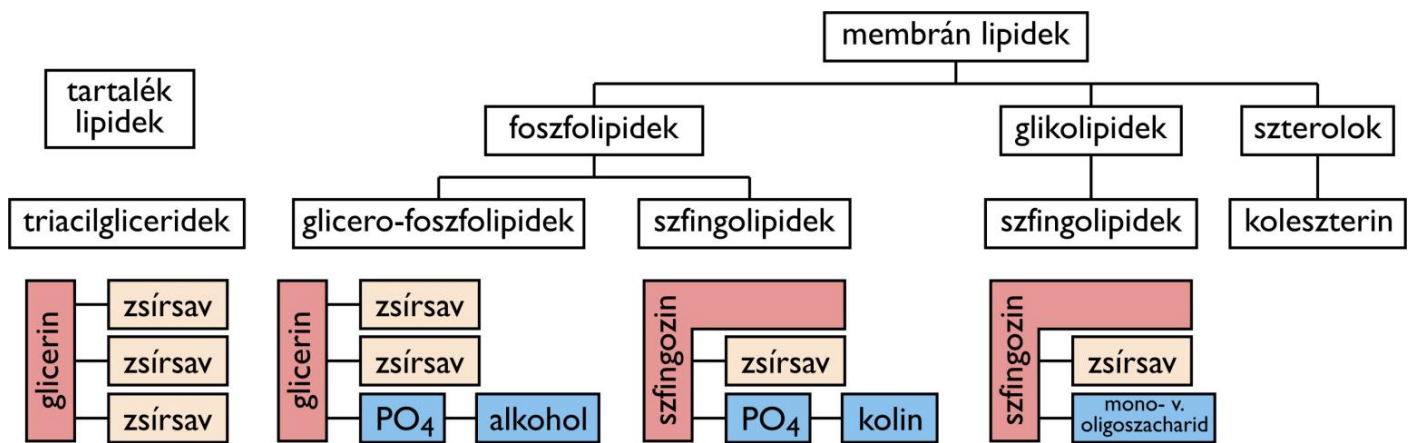 membrán lipidek
tartalék
lipidek
foszfolipidek
glikolipidek
szterolok
triacilgliceridek
glicero-foszfolipidek
szfingolipidek
szfingolipidek
koleszterin
glicerin
zsírsav
zsírsav
zsírsav
glicerin
zsírsav
zsírsav
PO₄
alkohol
szfingozin
zsírsav
PO₄
kolin
szfingozin
zsírsav
mono- v.
oligoszacharid